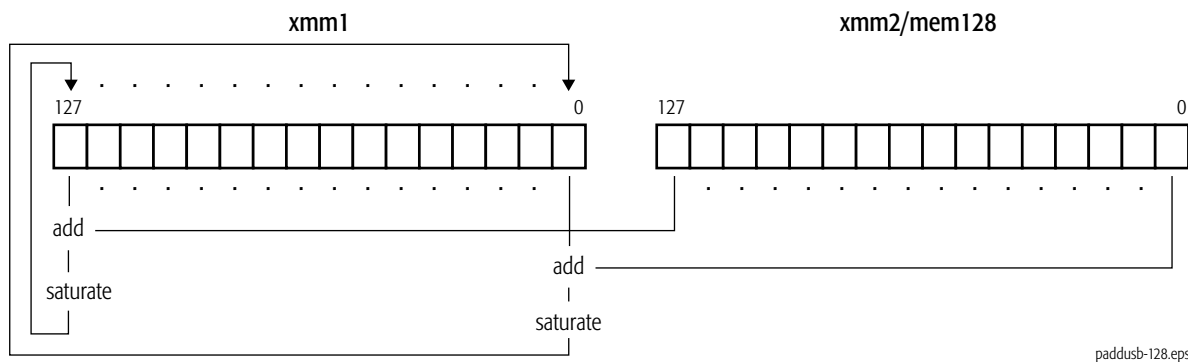 xmm1 xmm2/mem128
. . . . . . . . . . . . . .
127 0 127 0
. . . . . . . . . . . . . . . . . . . . . . . . . . . .
add
add
saturate
saturate
paddusb-128.eps